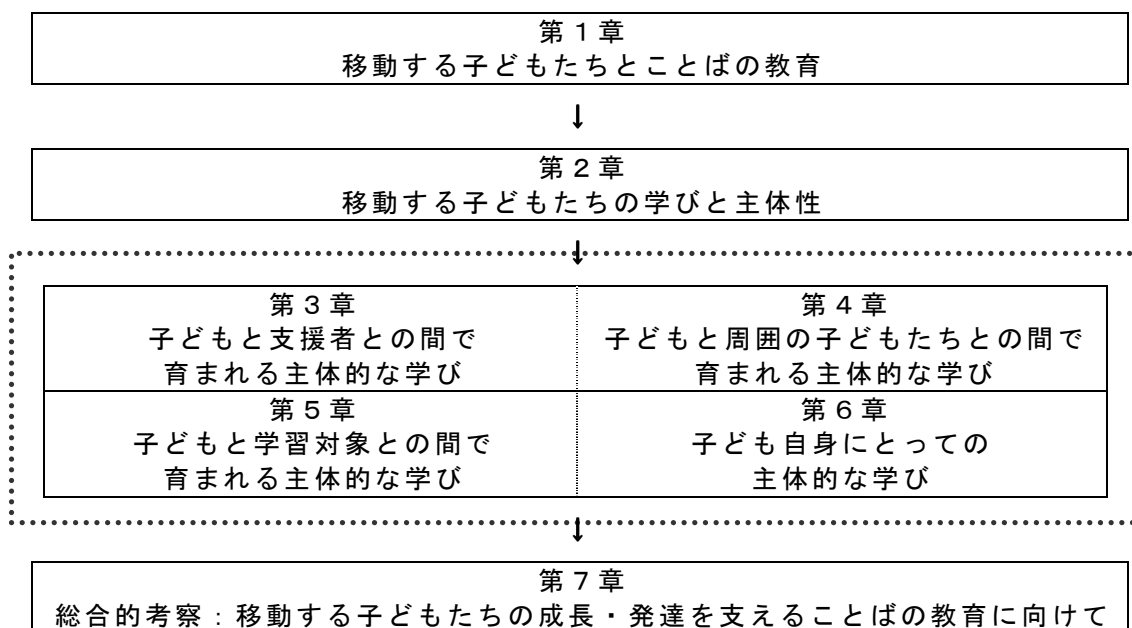 第1章
移動する子どもたちとことばの教育
↓
第2章
移動する子どもたちの学びと主体性
↓
第3章
子どもと支援者との間で
育まれる主体的な学び
第4章
子どもと周囲の子どもたちとの間で
育まれる主体的な学び
第5章
子どもと学習対象との間で
育まれる主体的な学び
第6章
子ども自身にとっての
主体的な学び
↓
第7章
総合的考察：移動する子どもたちの成長・発達を支えることばの教育に向けて